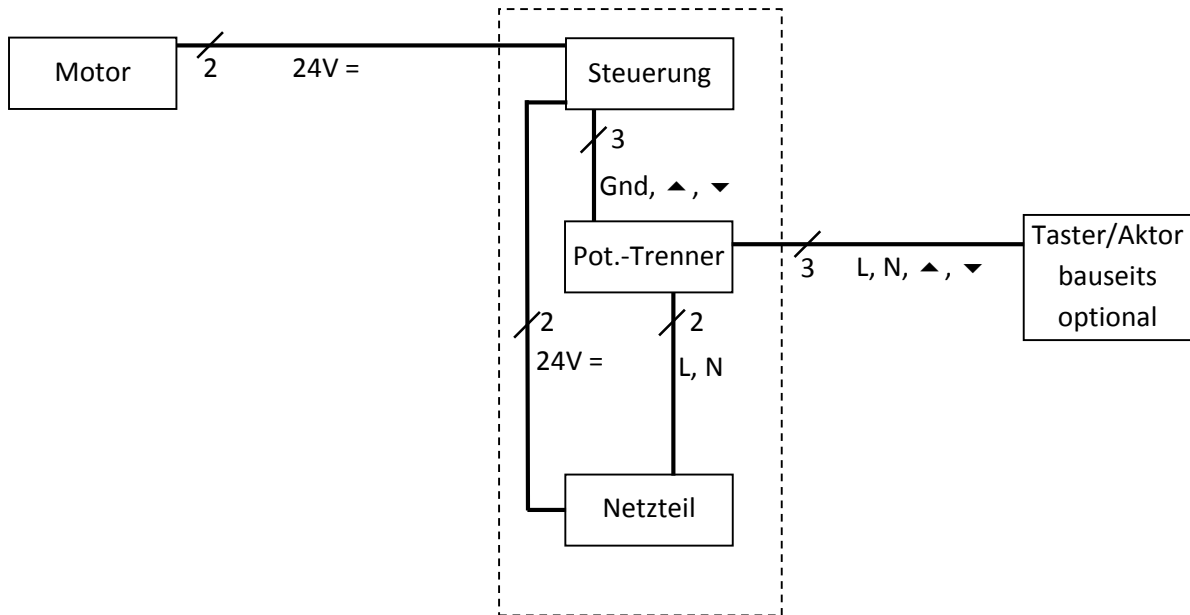 Motor
2
24V =
Steuerung
3
Gnd, ▲, ▼
Pot.-Trenner
3
L, N, ▲, ▼
Taster/Aktor
bauseits
optional
2
24V =
2
L, N
Netzteil